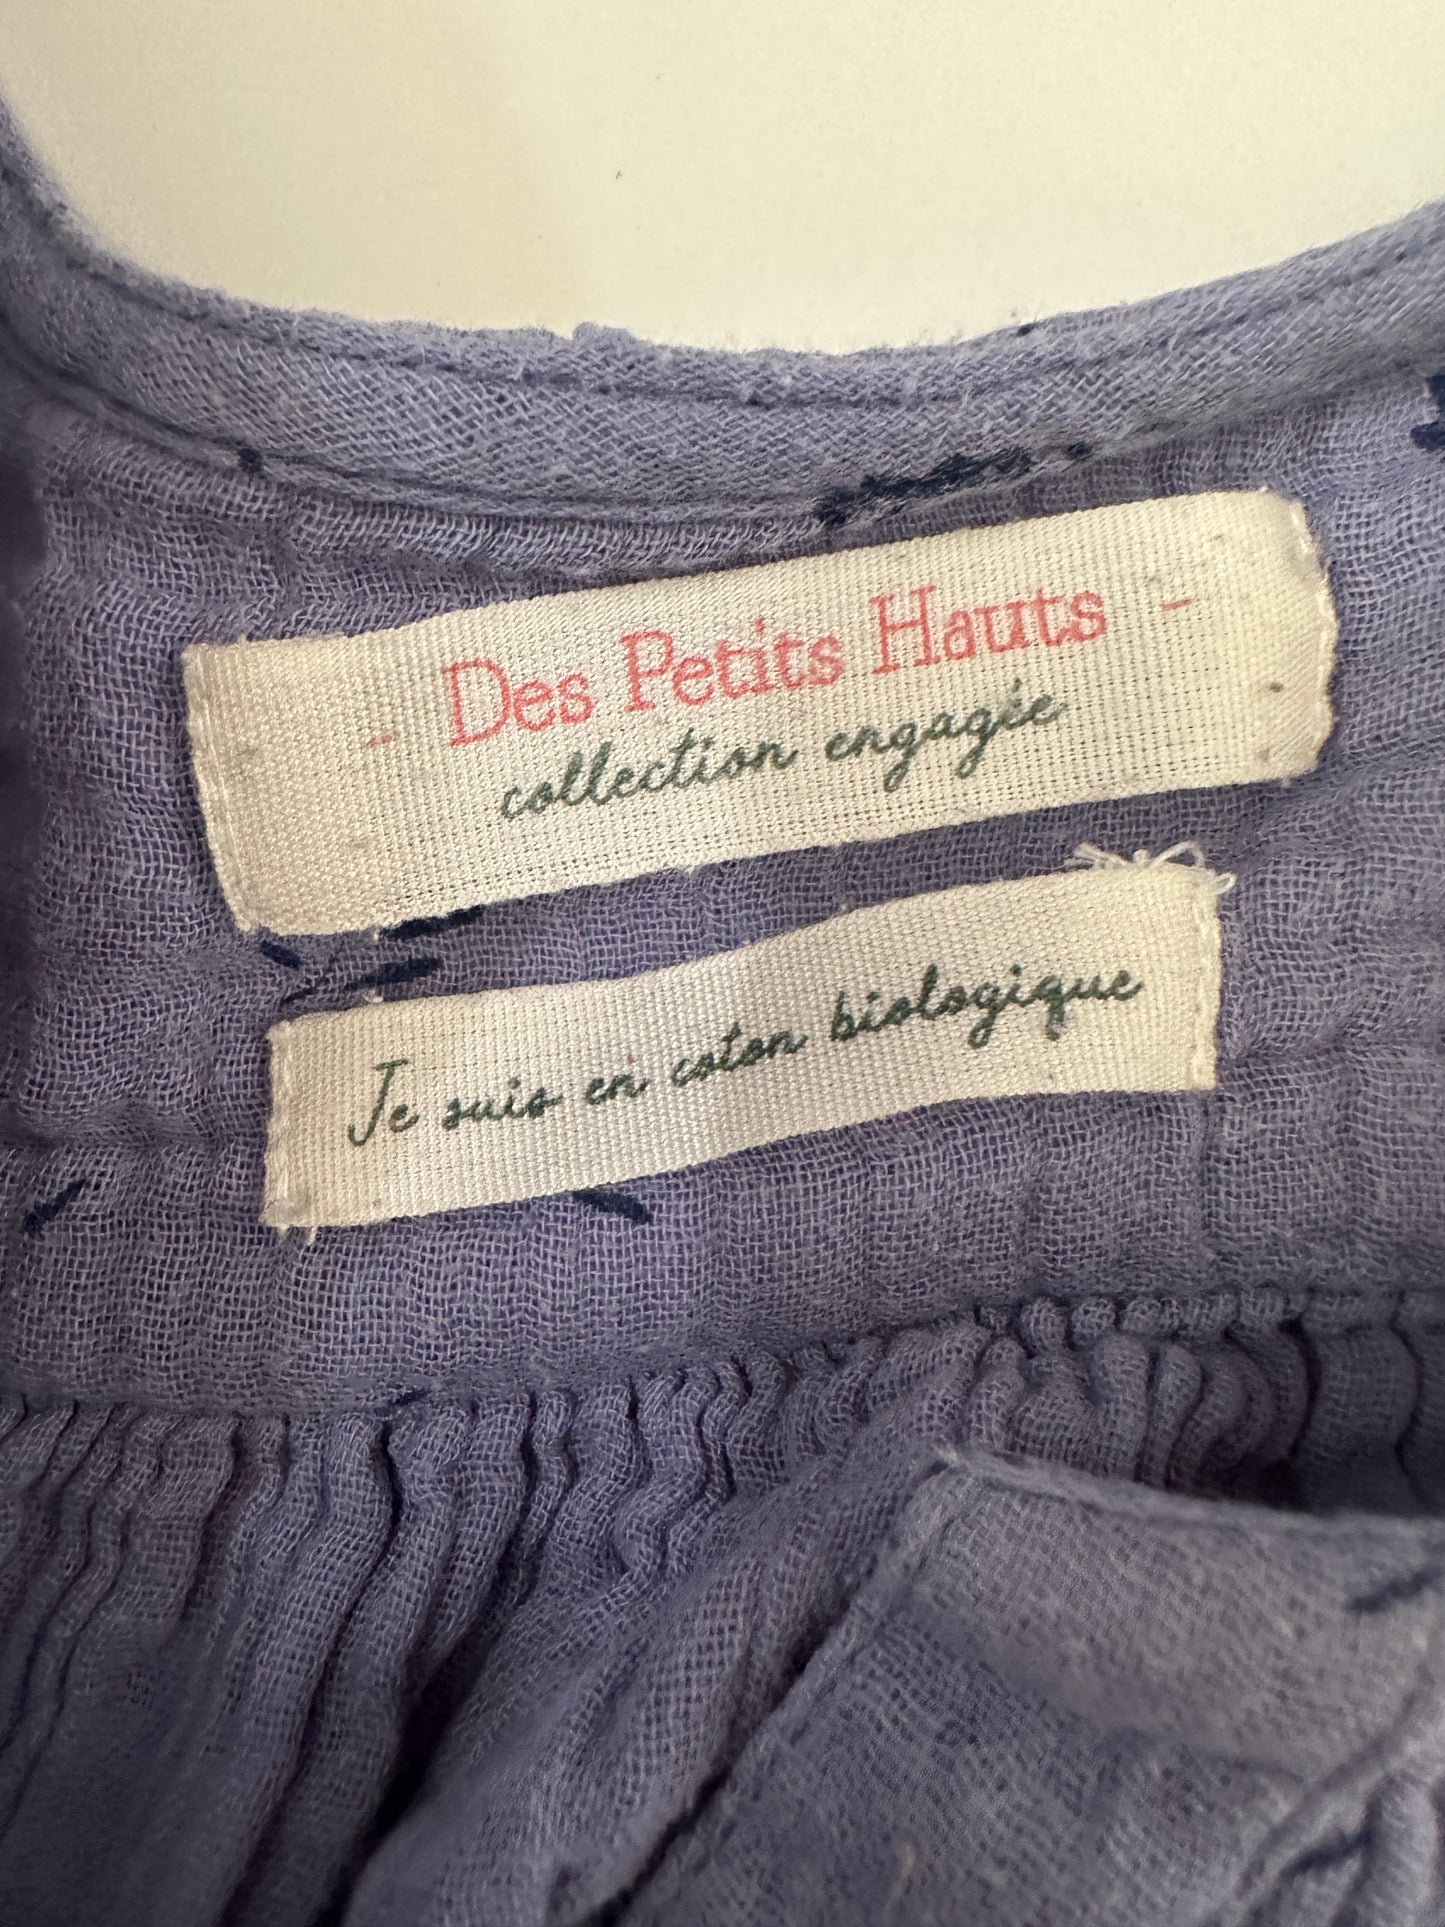 - Des Petits Hauts -
collection engagée
Je suis en coton biologique